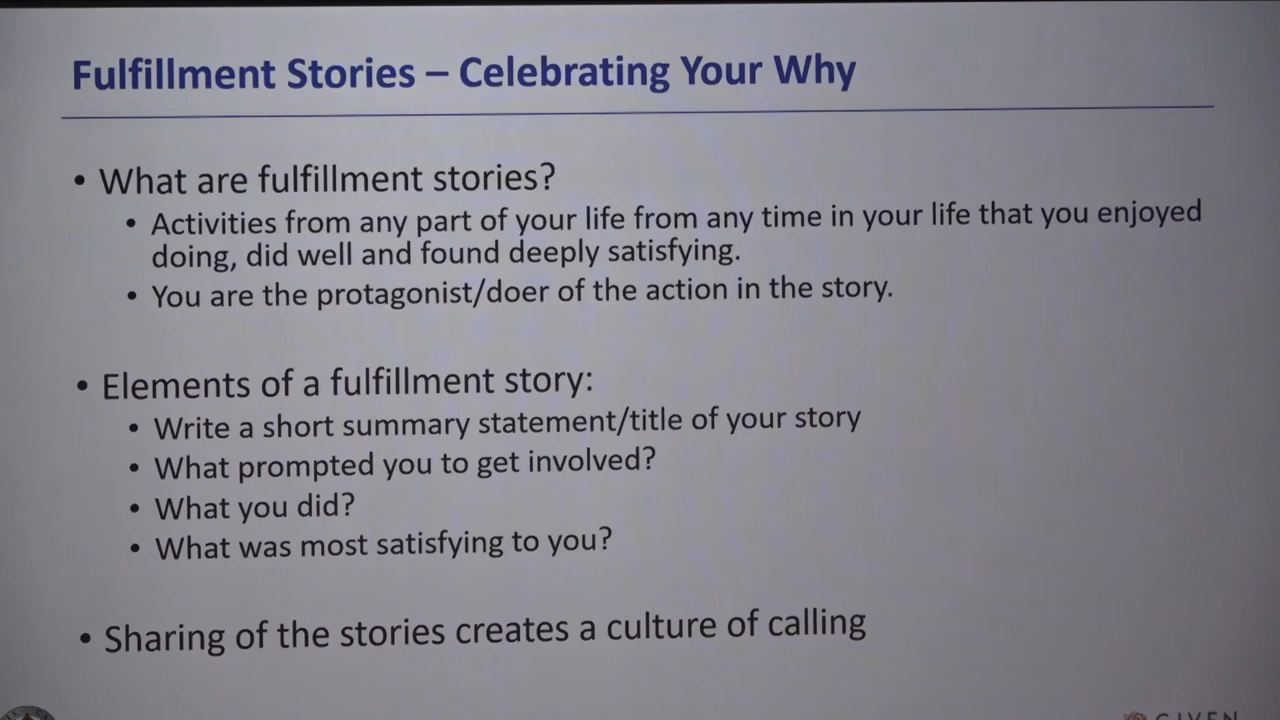 Fulfillment Stories – Celebrating Your Why
• What are fulfillment stories?
• Activities from any part of your life from any time in your life that you enjoyed
doing, did well and found deeply satisfying.
• You are the protagonist/doer of the action in the story.
• Elements of a fulfillment story:
• Write a short summary statement/title of your story
• What prompted you to get involved?
• What you did?
• What was most satisfying to you?
• Sharing of the stories creates a culture of calling
GIVEN